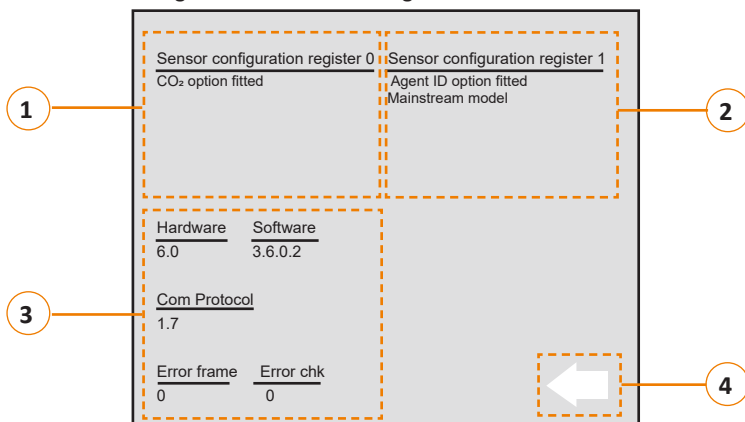 Sensor configuration register 0
CO₂ option fitted
Sensor configuration register 1
Agent ID option fitted
Mainstream model
1
2
Hardware Software
6.0 3.6.0.2
3
Com Protocol
1.7
Error frame Error chk
0 0
4